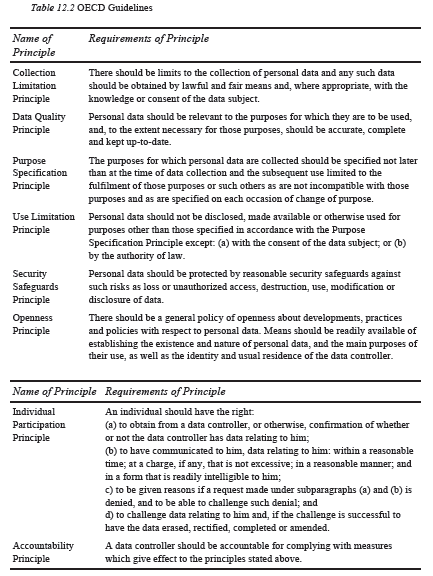 Table 12.2 OECD Guidelines
Name of Principle Requirements of Principle
Collection Limitation Principle
There should be limits to the collection of personal data and any such data
should be obtained by lawful and fair means and, where appropriate, with the
knowledge or consent of the data subject.
Data Quality Principle
Personal data should be relevant to the purposes for which they are to be used,
and, to the extent necessary for those purposes, should be accurate, complete
and kept up-to-date.
Purpose Specification Principle
The purposes for which personal data are collected should be specified not later
than at the time of data collection and the subsequent use limited to the
fulfilment of those purposes or such others as are not incompatible with those
purposes and as are specified on each occasion of change of purpose.
Use Limitation Principle
Personal data should not be disclosed, made available or otherwise used for
purposes other than those specified in accordance with the Purpose
Specification Principle except: (a) with the consent of the data subject; or (b)
by the authority of law.
Security Safeguards Principle
Personal data should be protected by reasonable security safeguards against
such risks as loss or unauthorized access, destruction, use, modification or
disclosure of data.
Openness Principle
There should be a general policy of openness about developments, practices
and policies with respect to personal data. Means should be readily available of
establishing the existence and nature of personal data, and the main purposes of
their use, as well as the identity and usual residence of the data controller.
Name of Principle Requirements of Principle
Individual Participation Principle
An individual should have the right:
(a) to obtain from a data controller, or otherwise, confirmation of whether
or not the data controller has data relating to him;
(b) to have communicated to him, data relating to him: within a reasonable
time; at a charge, if any, that is not excessive; in a reasonable manner; and
in a form that is readily intelligible to him;
c) to be given reasons if a request made under subparagraphs (a) and (b) is
denied, and to be able to challenge such denial; and
d) to challenge data relating to him and, if the challenge is successful to
have the data erased, rectified, completed or amended.
Accountability Principle
A data controller should be accountable for complying with measures
which give effect to the principles stated above.